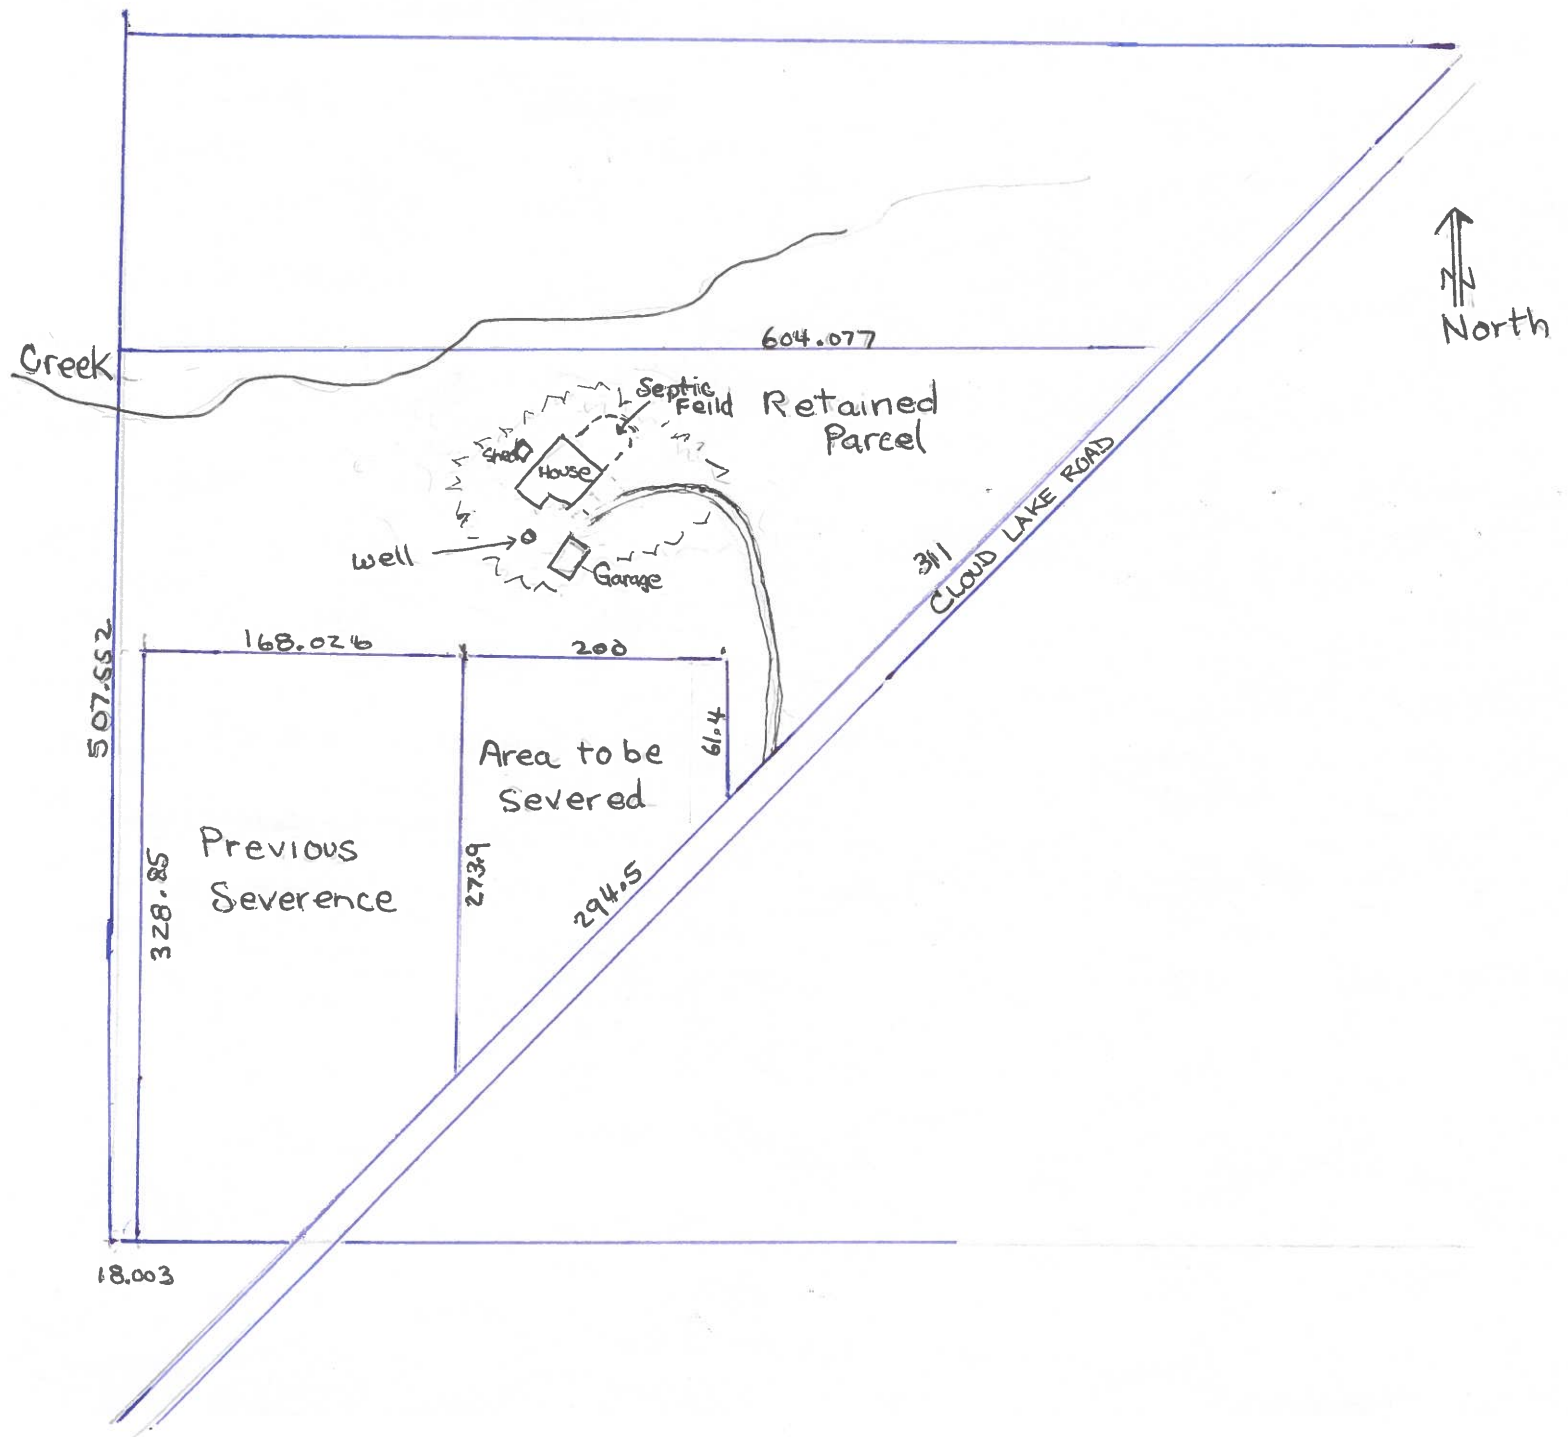 N
North
604.077
Creek
Septic
Feild
Retained
Parcel
Shed
House
CLOUD LAKE ROAD
311
Well
Garage
507.552
168.026
200
61.4
Area to be
Severed
Previous
Severence
328.85
273.9
294.5
18.003